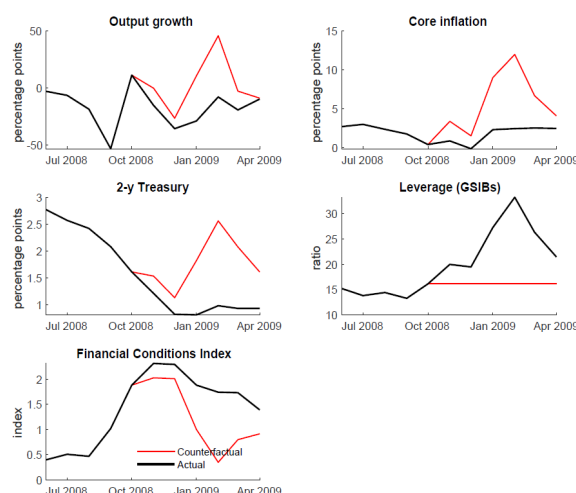 Output growth
percentage points
50
0
-50
Jul 2008 Oct 2008 Jan 2009 Apr 2009
Core inflation
percentage points
15
10
5
0
Jul 2008 Oct 2008 Jan 2009 Apr 2009
2-y Treasury
percentage points
3
2.5
2
1.5
1
Jul 2008 Oct 2008 Jan 2009 Apr 2009
Leverage (GSIBs)
ratio
30
25
20
15
10
Jul 2008 Oct 2008 Jan 2009 Apr 2009
Financial Conditions Index
index
2
1.5
1
0.5
0
Counterfactual
Actual
Jul 2008 Oct 2008 Jan 2009 Apr 2009